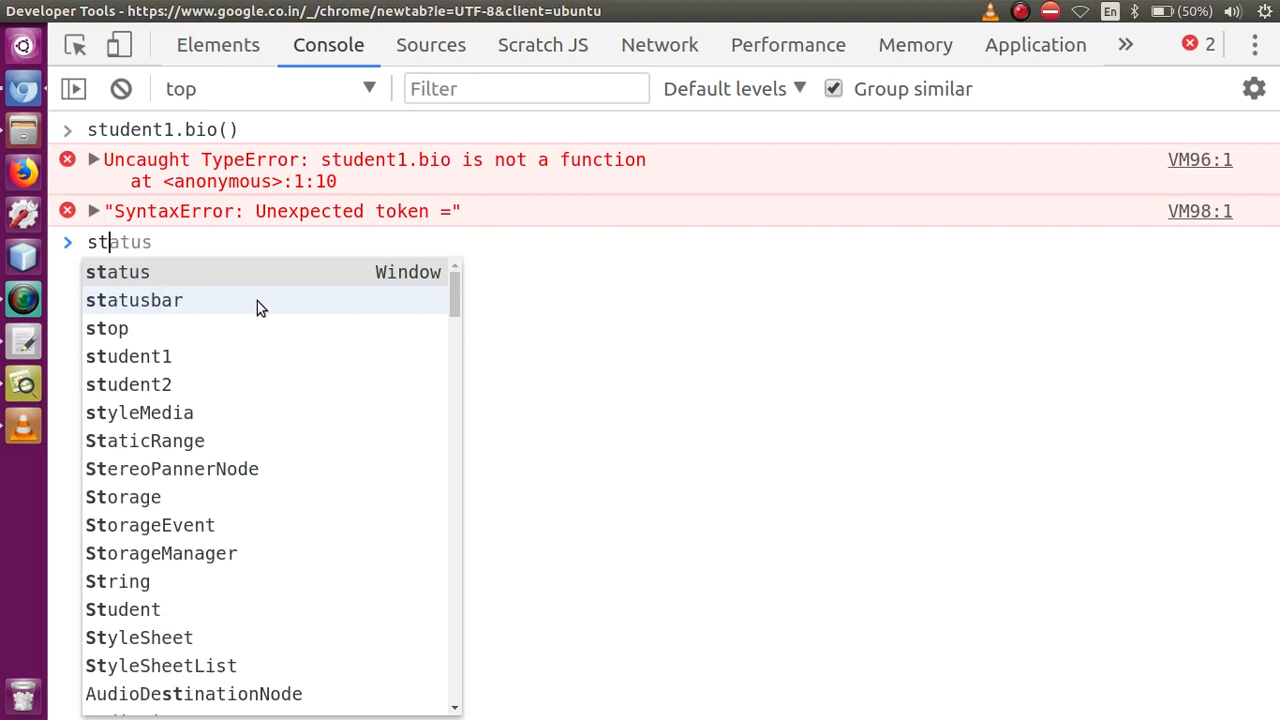 Developer Tools - https://www.google.co.in/_/chrome/newtab?ie=UTF-8&client=ubuntu
En (50%)
Elements Console Sources Scratch JS Network Performance Memory Application » 2
top Filter Default levels Group similar
student1.bio()
Uncaught TypeError: student1.bio is not a function VM96:1
at <anonymous>:1:10
"SyntaxError: Unexpected token =" VM98:1
status
status Window
statusbar
stop
student1
student2
styleMedia
StaticRange
StereoPannerNode
Storage
StorageEvent
StorageManager
String
Student
StyleSheet
StyleSheetList
AudioDestinationNode